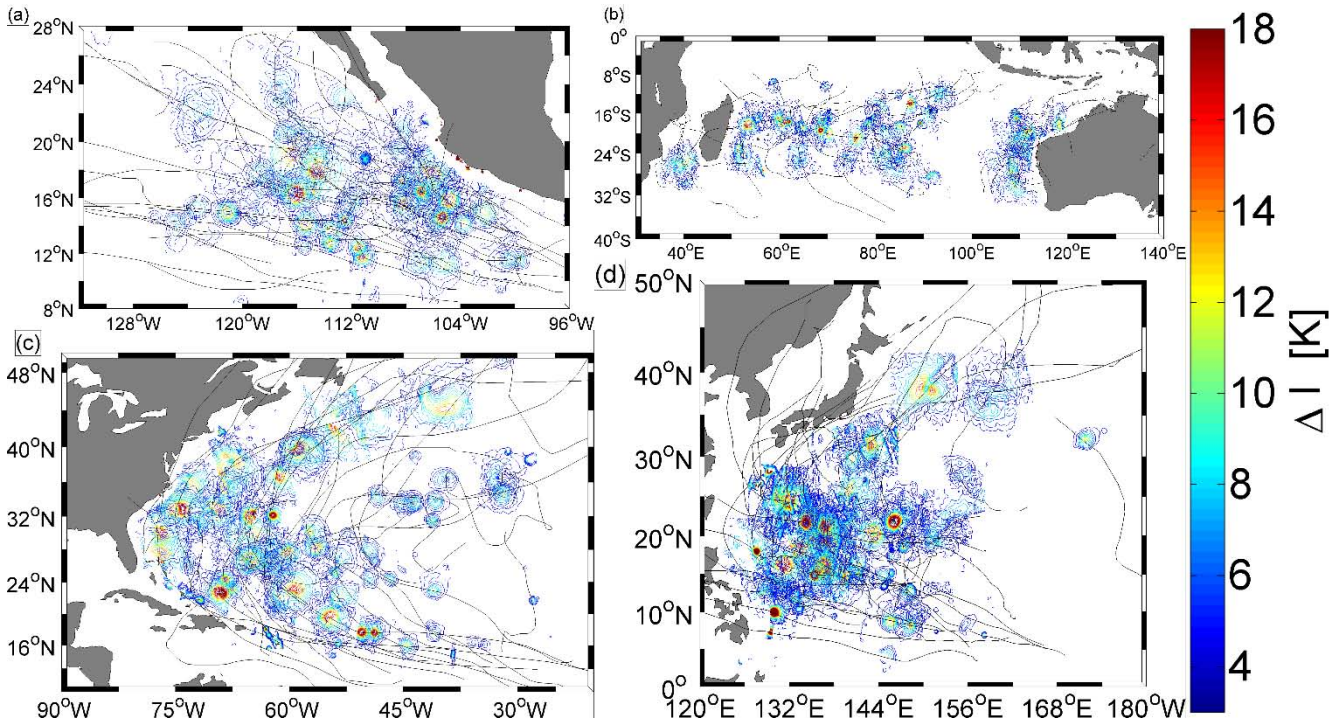 (a)
28°N
24°N
20°N
16°N
12°N
8°N
128°W 120°W 112°W 104°W 96°W
(b)
0°
8°S
16°S
24°S
32°S
40°S
40°E 60°E 80°E 100°E 120°E 140°E
(c)
48°N
40°N
32°N
24°N
16°N
90°W 75°W 60°W 45°W 30°W
(d)
50°N
40°N
30°N
20°N
10°N
0°
120°E 132°E 144°E 156°E 168°E 180°W
18
16
14
12
10
8
6
4
Δ I [K]